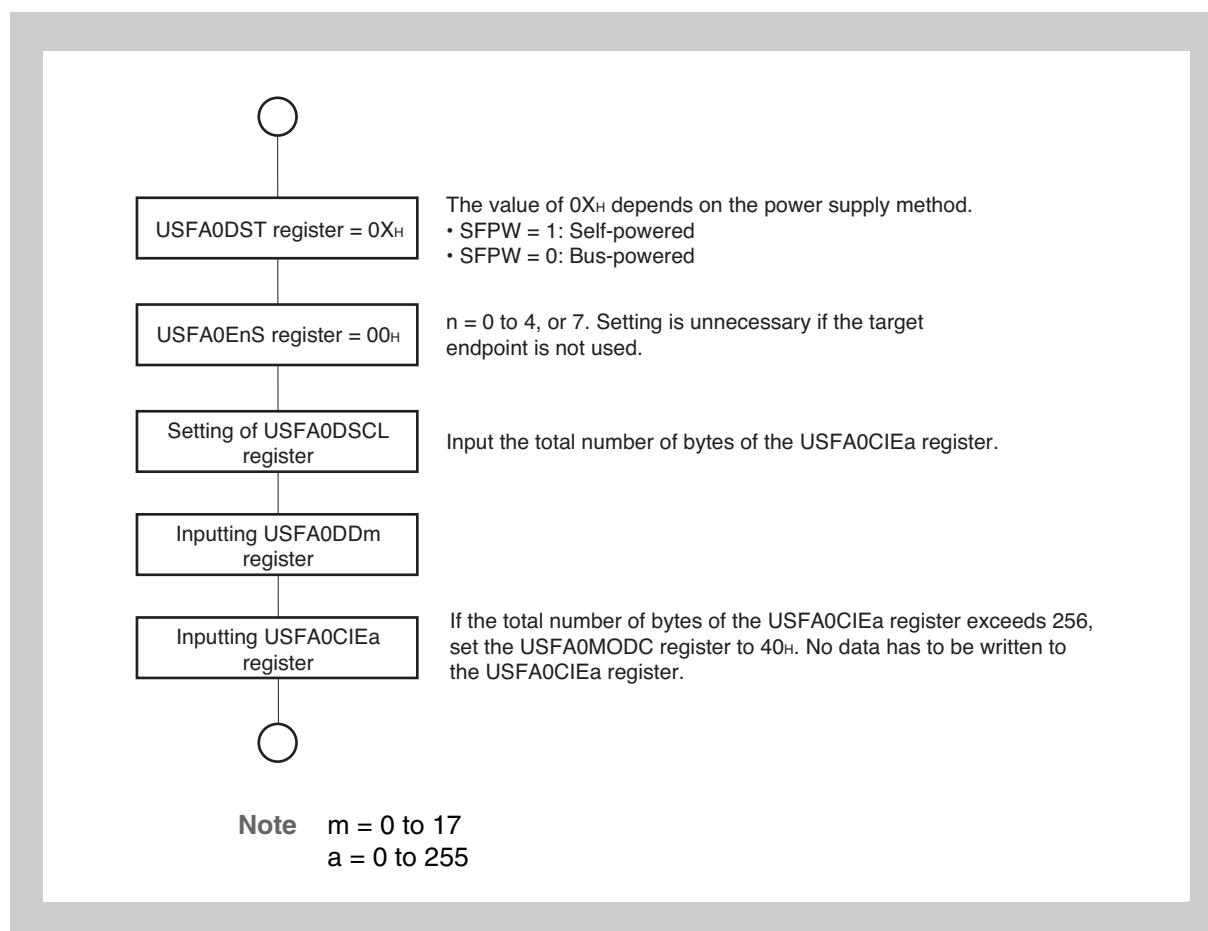 USFA0DST register = 0XH
The value of 0XH depends on the power supply method.
• SFPW = 1: Self-powered
• SFPW = 0: Bus-powered
USFA0EnS register = 00H
n = 0 to 4, or 7. Setting is unnecessary if the target
endpoint is not used.
Setting of USFA0DSCL
register
Input the total number of bytes of the USFA0CIEa register.
Inputting USFA0DDm
register
Inputting USFA0CIEa
register
If the total number of bytes of the USFA0CIEa register exceeds 256,
set the USFA0MODC register to 40H. No data has to be written to
the USFA0CIEa register.
Note m = 0 to 17
a = 0 to 255